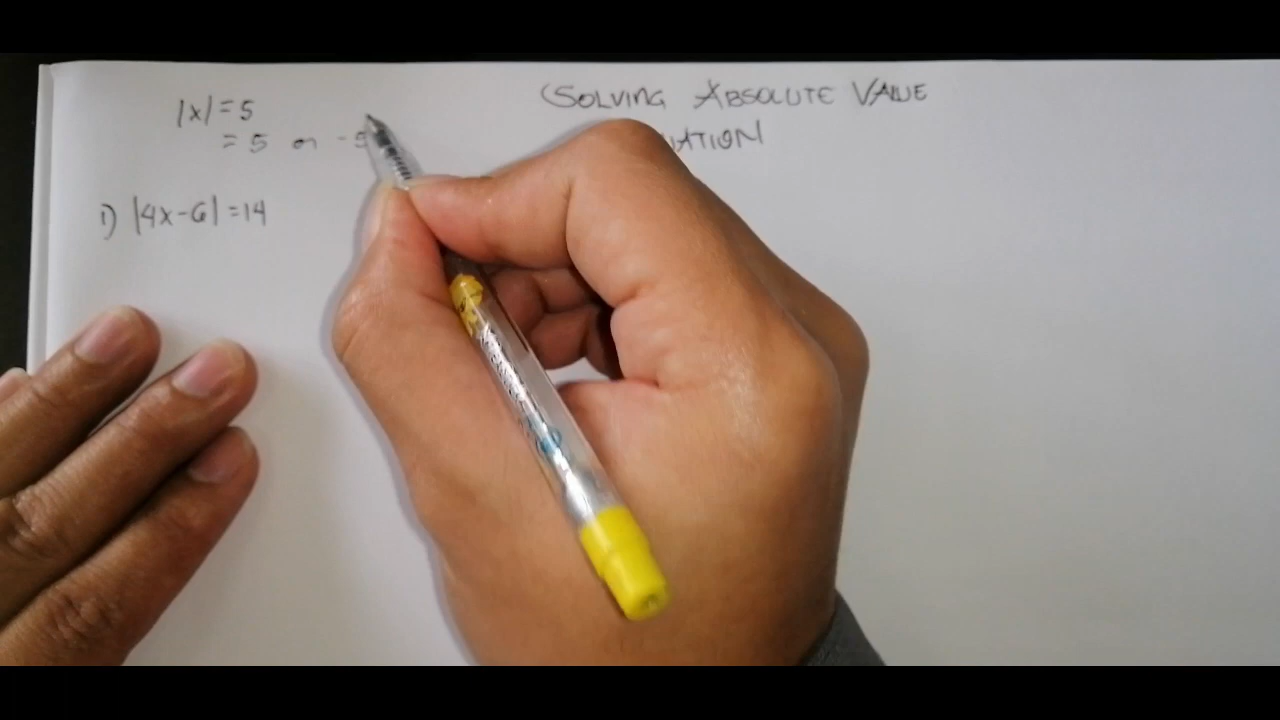 |x| = 5
= 5 or -5
SOLVING ABSOLUTE VALUE
1) |4x-6| = 14